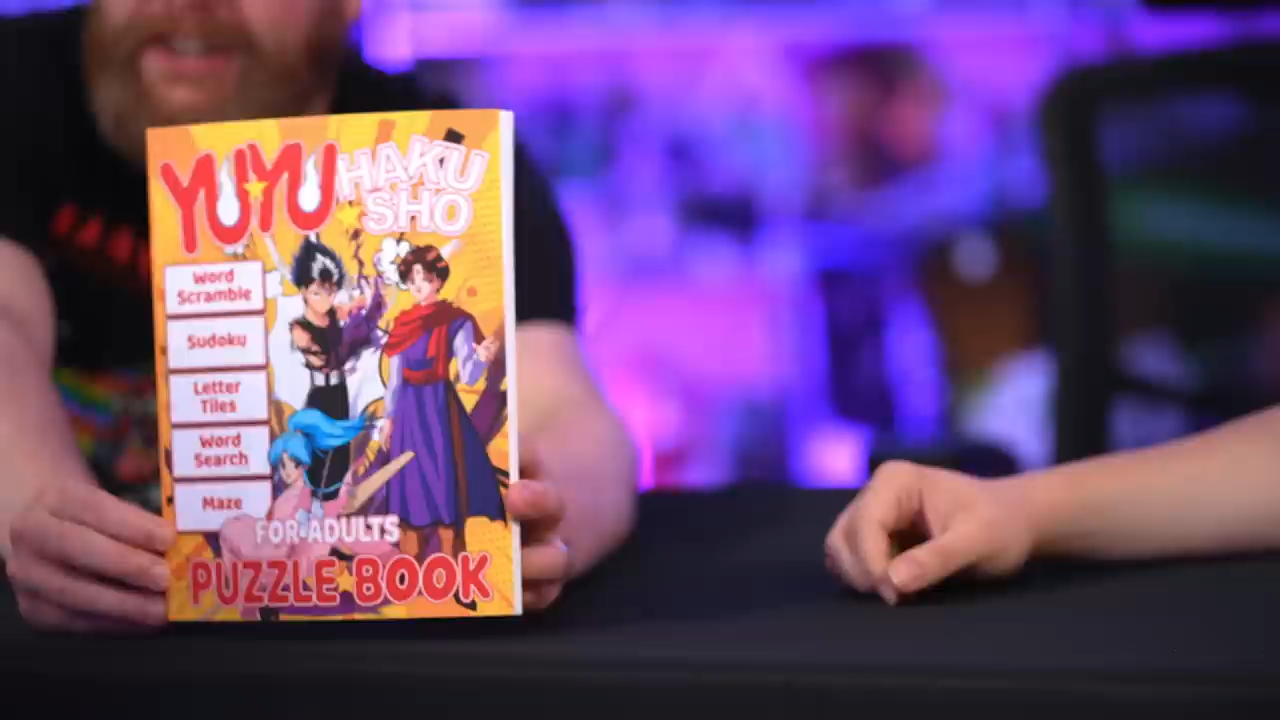 YUYU HAKU
SHO
Word
Scramble
Sudoku
Letter
Tiles
Word
Search
Maze
FOR ADULTS
PUZZLE BOOK